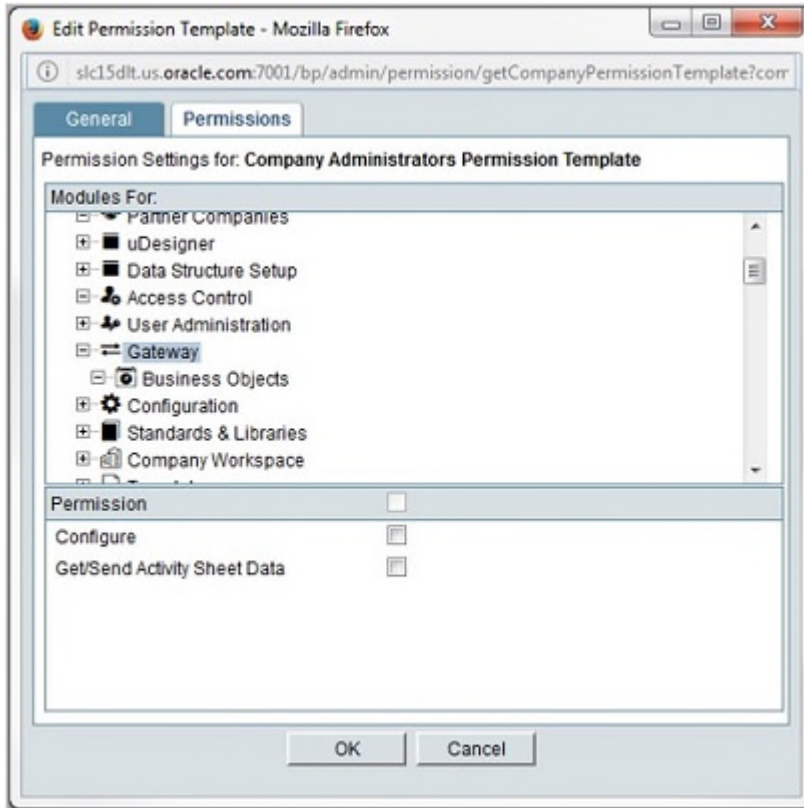 Edit Permission Template - Mozilla Firefox
slc15dlt.us.oracle.com:7001/bp/admin/permission/getCompanyPermissionTemplate?com
General Permissions
Permission Settings for: Company Administrators Permission Template
Modules For:
Partner Companies
uDesigner
Data Structure Setup
Access Control
User Administration
Gateway
Business Objects
Configuration
Standards & Libraries
Company Workspace
Permission
Configure
Get/Send Activity Sheet Data
OK Cancel